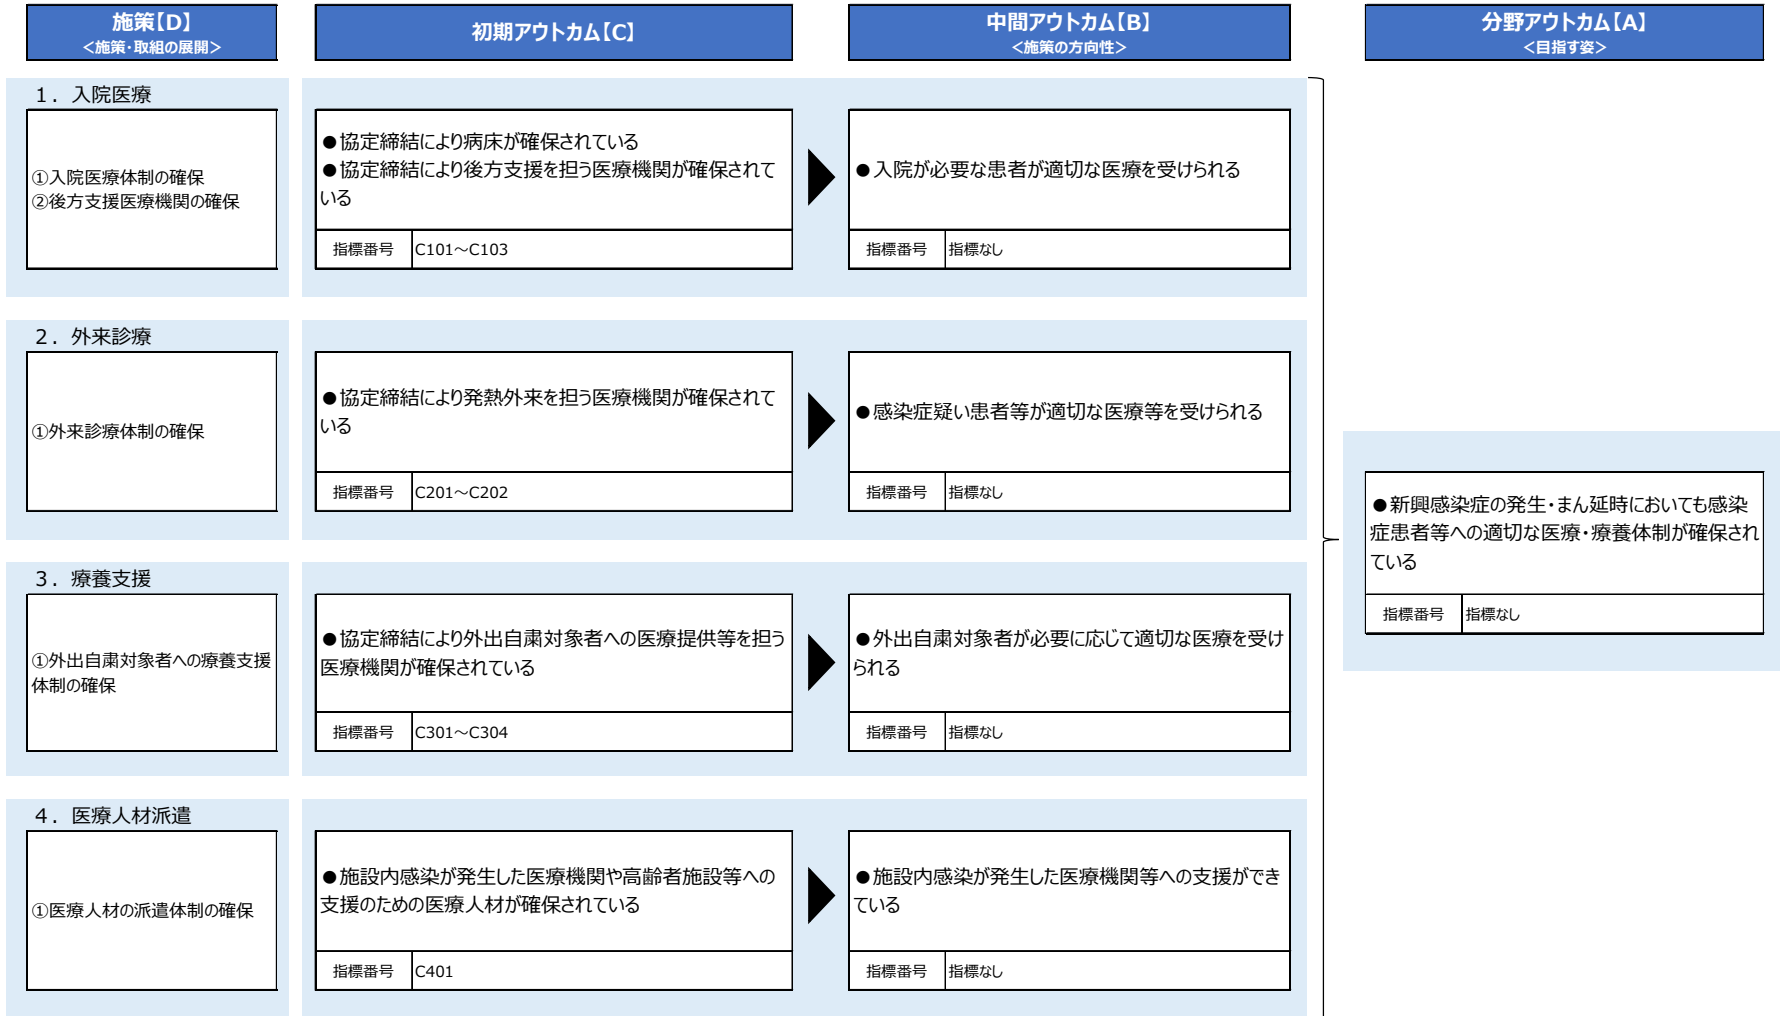 施策【D】
<施策・取組の展開>
初期アウトカム【C】
中間アウトカム【B】
<施策の方向性>
分野アウトカム【A】
<目指す姿>
1．入院医療
①入院医療体制の確保
②後方支援医療機関の確保
●協定締結により病床が確保されている
●協定締結により後方支援を担う医療機関が確保されて
いる
指標番号 C101～C103
●入院が必要な患者が適切な医療を受けられる
指標番号 指標なし
2．外来診療
①外来診療体制の確保
●協定締結により発熱外来を担う医療機関が確保されて
いる
指標番号 C201～C202
●感染症疑い患者等が適切な医療等を受けられる
指標番号 指標なし
3．療養支援
①外出自粛対象者への療養支援
体制の確保
●協定締結により外出自粛対象者への医療提供等を担う
医療機関が確保されている
指標番号 C301～C304
●外出自粛対象者が必要に応じて適切な医療を受け
られる
指標番号 指標なし
4．医療人材派遣
①医療人材の派遣体制の確保
●施設内感染が発生した医療機関や高齢者施設等への
支援のための医療人材が確保されている
指標番号 C401
●施設内感染が発生した医療機関等への支援ができ
ている
指標番号 指標なし
●新興感染症の発生・まん延時においても感染
症患者等への適切な医療・療養体制が確保され
ている
指標番号 指標なし